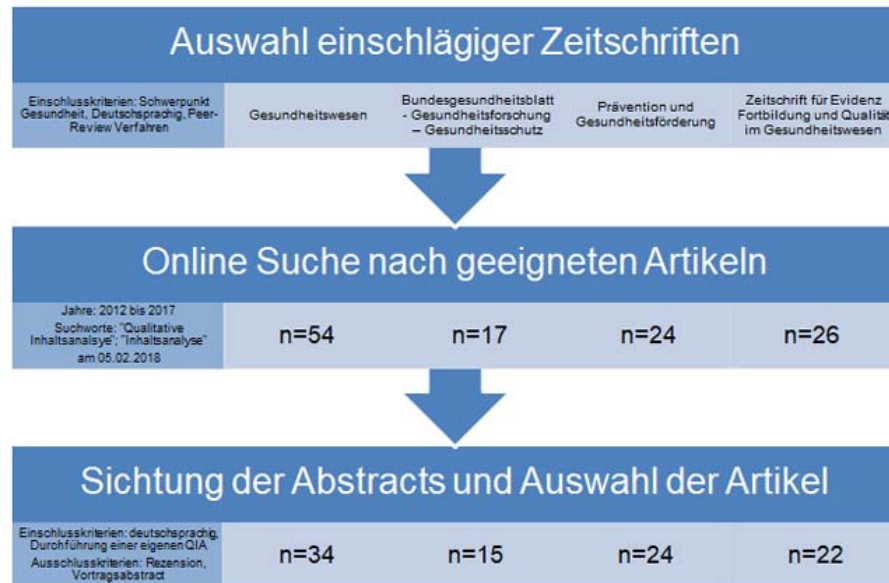 Auswahl einschlägiger Zeitschriften
Einschlusskriterien: Schwerpunkt
Gesundheit, Deutschsprachig, Peer-
Review Verfahren
Gesundheitswesen
Bundesgesundheitsblatt
- Gesundheitsforschung
– Gesundheitsschutz
Prävention und
Gesundheitsförderung
Zeitschrift für Evidenz
Fortbildung und Qualität
im Gesundheitswesen
Online Suche nach geeigneten Artikeln
Jahre: 2012 bis 2017
Suchworte: "Qualitative
Inhaltsanalsye"; "Inhaltsanalyse"
am 05.02.2018
n=54
n=17
n=24
n=26
Sichtung der Abstracts und Auswahl der Artikel
Einschlusskriterien: deutschsprachig,
Durchführung einer eigenen QIA
Ausschlusskriterien: Rezension,
Vortragsabstract
n=34
n=15
n=24
n=22